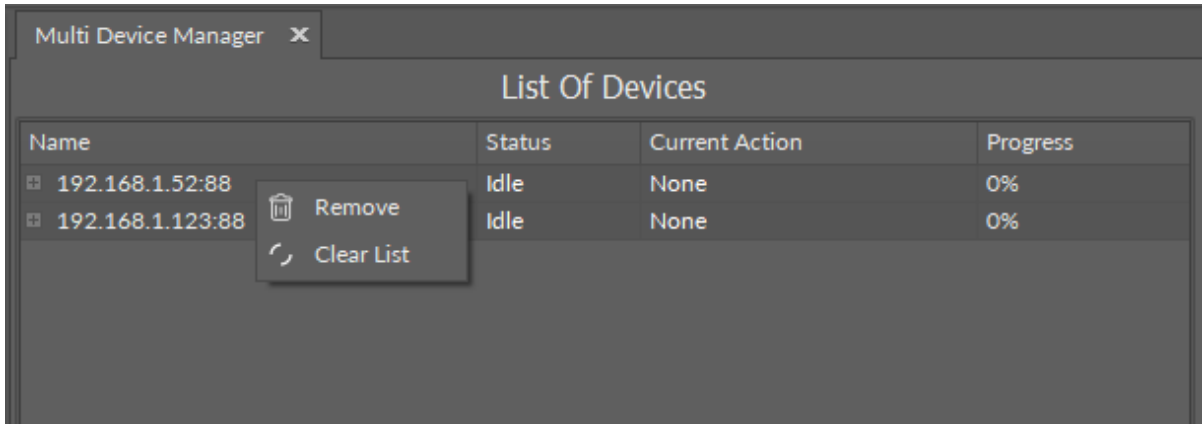 Multi Device Manager
List Of Devices
Name Status Current Action Progress
192.168.1.52:88 Idle None 0%
192.168.1.123:88 Idle None 0%
Remove
Clear List